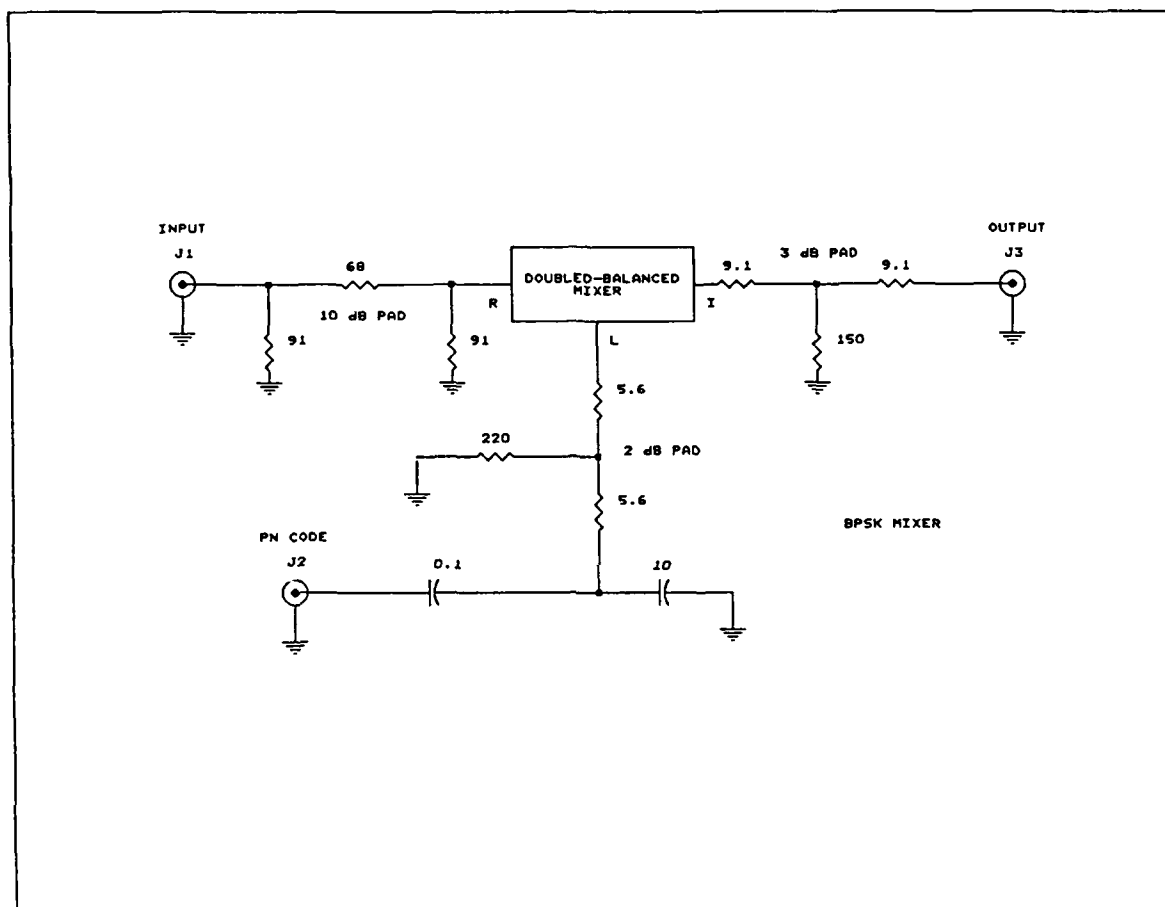 INPUT
J1
68
10 dB PAD
91
91
R
DOUBLED-BALANCED
MIXER
I
L
9.1
3 dB PAD
9.1
OUTPUT
J3
150
5.6
220
2 dB PAD
5.6
BPSK MIXER
PN CODE
J2
0.1
10